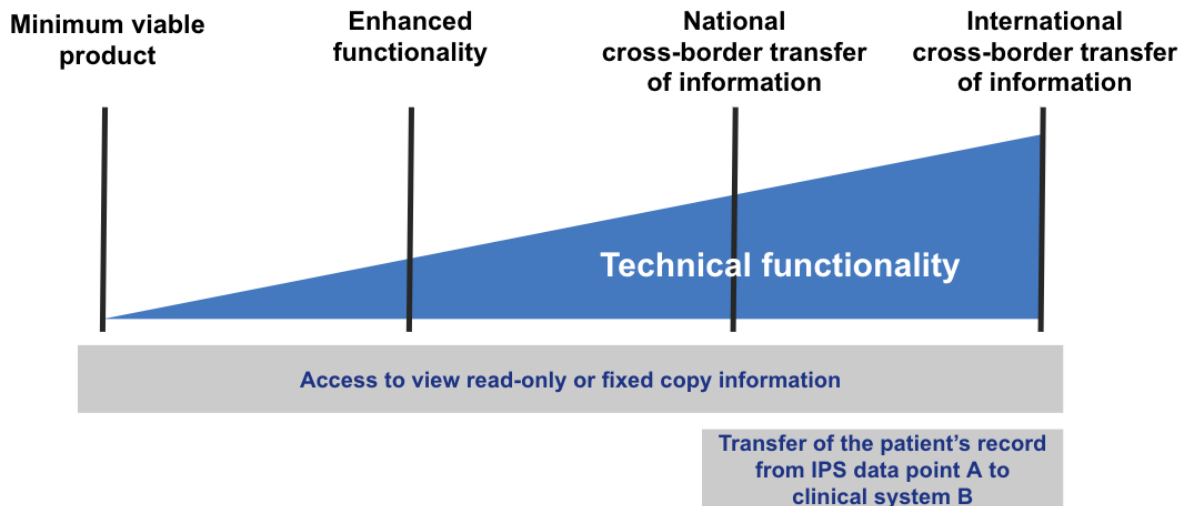 Minimum viable
product
Enhanced
functionality
National
cross-border transfer
of information
International
cross-border transfer
of information
Technical functionality
Access to view read-only or fixed copy information
Transfer of the patient’s record
from IPS data point A to
clinical system B